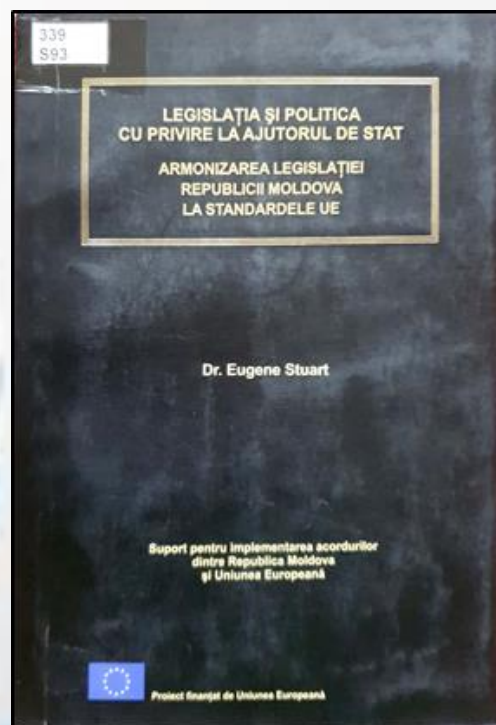 339
S93
LEGISLAȚIA ȘI POLITICA
CU PRIVIRE LA AJUTORUL DE STAT
ARMONIZAREA LEGISLAȚIEI
REPUBLICII MOLDOVA
LA STANDARDELE UE
Dr. Eugene Stuart
Suport pentru implementarea acordurilor
dintre Republica Moldova
și Uniunea Europeană
Proiect finanțat de Uniunea Europeană